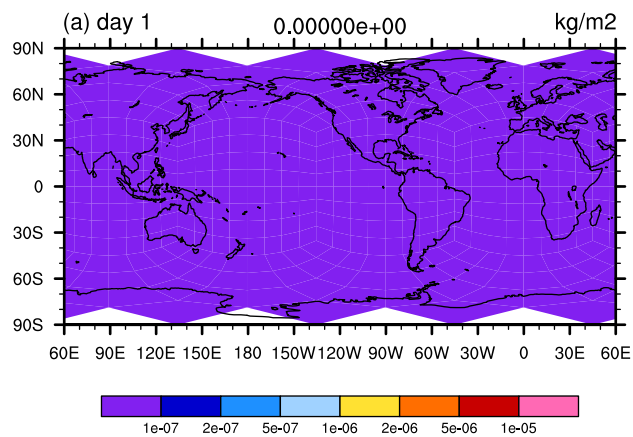 (a) day 1 0.00000e+00 kg/m2
90N
60N
30N
0
30S
60S
90S
60E 90E 120E 150E 180 150W 120W 90W 60W 30W 0 30E 60E
1e-07 2e-07 5e-07 1e-06 2e-06 5e-06 1e-05